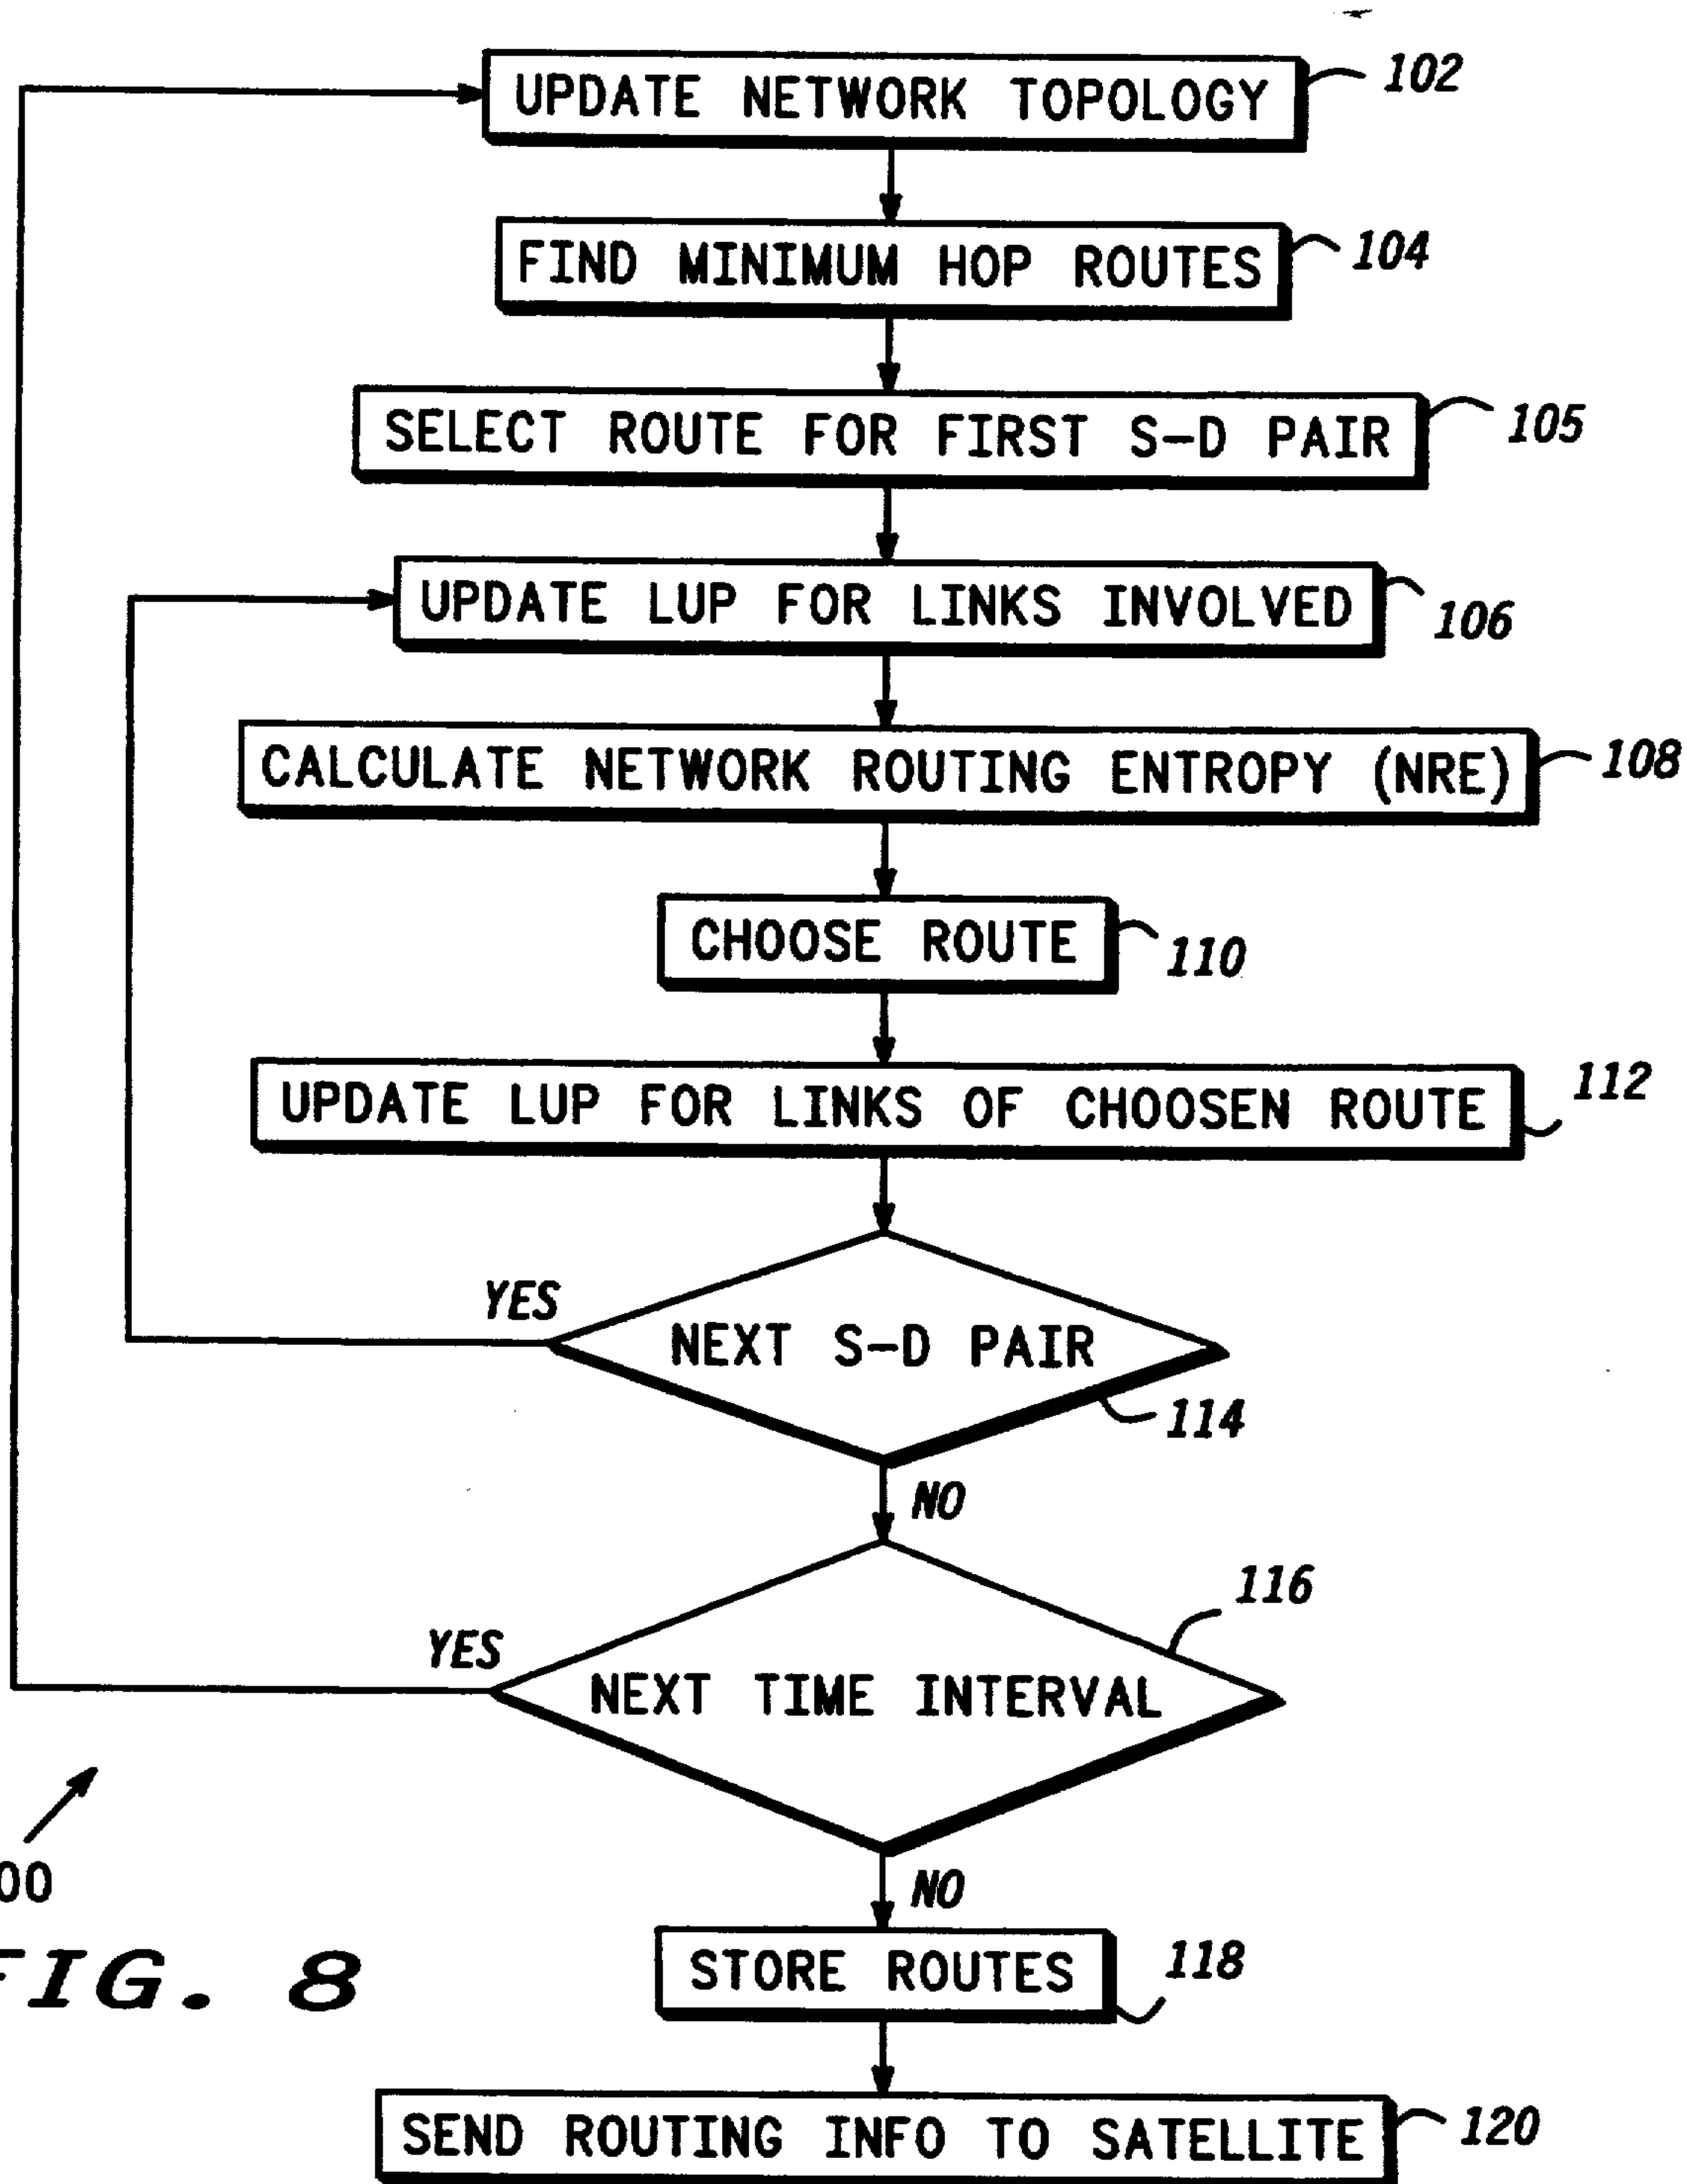 UPDATE NETWORK TOPOLOGY
102
FIND MINIMUM HOP ROUTES
104
SELECT ROUTE FOR FIRST S-D PAIR
105
UPDATE LUP FOR LINKS INVOLVED
106
CALCULATE NETWORK ROUTING ENTROPY (NRE)
108
CHOOSE ROUTE
110
UPDATE LUP FOR LINKS OF CHOOSEN ROUTE
112
YES
NEXT S-D PAIR
114
NO
116
YES
NEXT TIME INTERVAL
NO
00
FIG. 8
STORE ROUTES
118
SEND ROUTING INFO TO SATELLITE
120